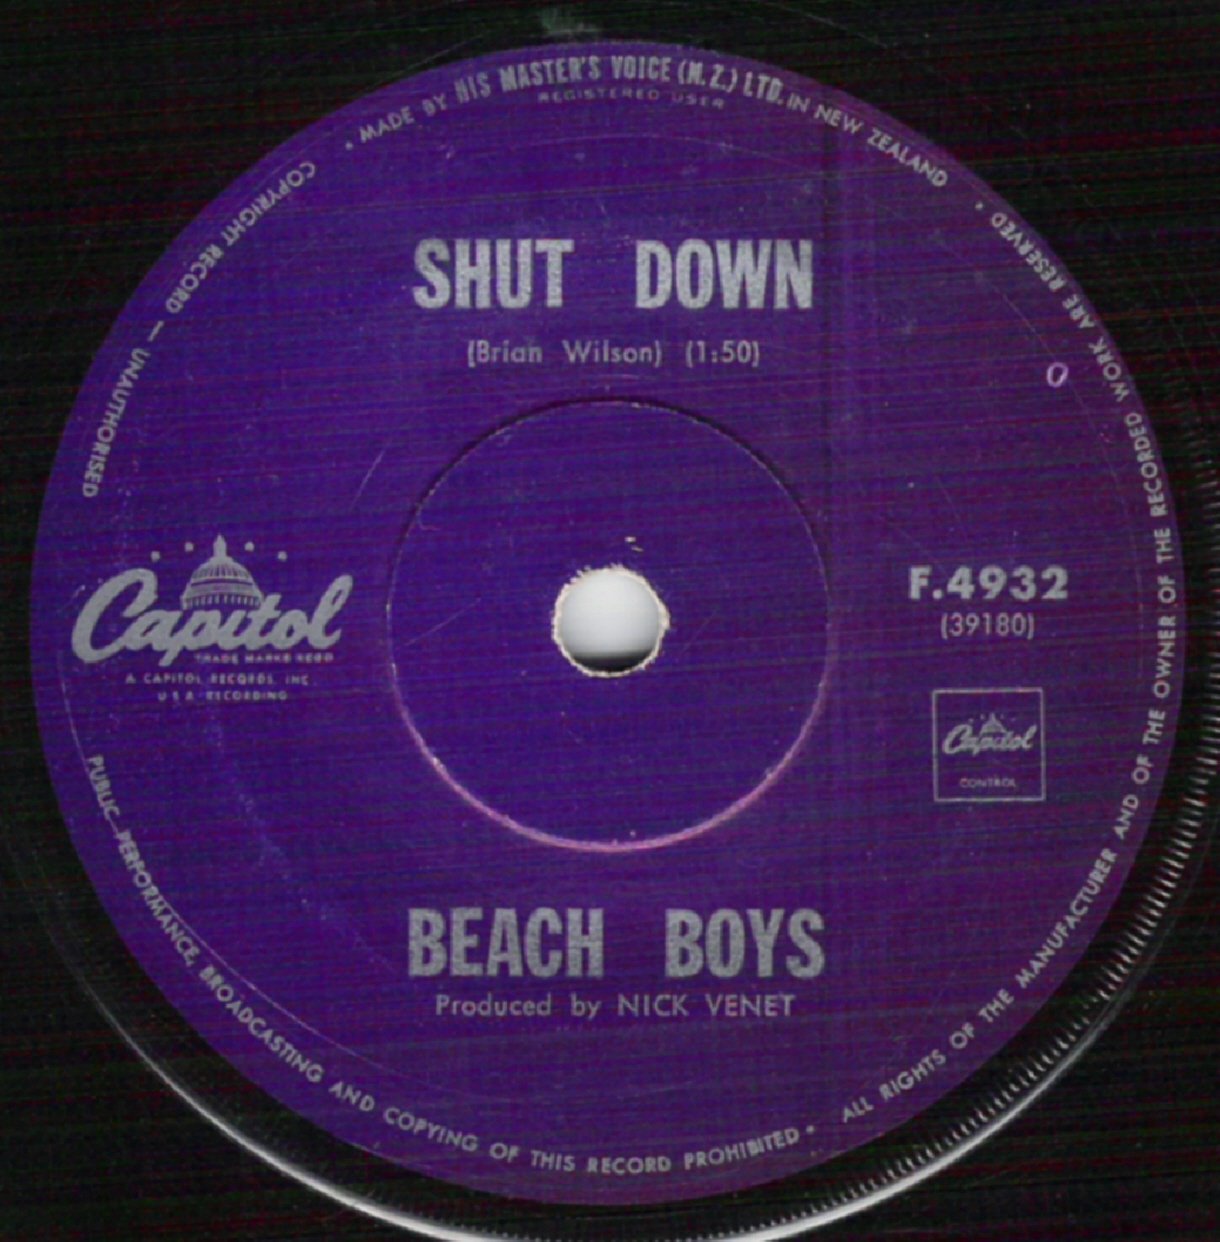 • MADE BY HIS MASTER'S VOICE (N.Z.) LTD. IN NEW ZEALAND •
REGISTERED USER
SHUT DOWN
(Brian Wilson) (1:50)
O
Capitol
TRADE MARKS REGD
A CAPITOL RECORDS, INC
U S A RECORDING
F.4932
(39180)
Capitol
CONTROL
BEACH BOYS
Produced by NICK VENET
ALL RIGHTS OF THE MANUFACTURER AND OF THE OWNER OF THE RECORDED WORK ARE RESERVED
COPYRIGHT RECORD — UNAUTHORISED
PUBLIC PERFORMANCE, BROADCASTING AND COPYING OF THIS RECORD PROHIBITED •